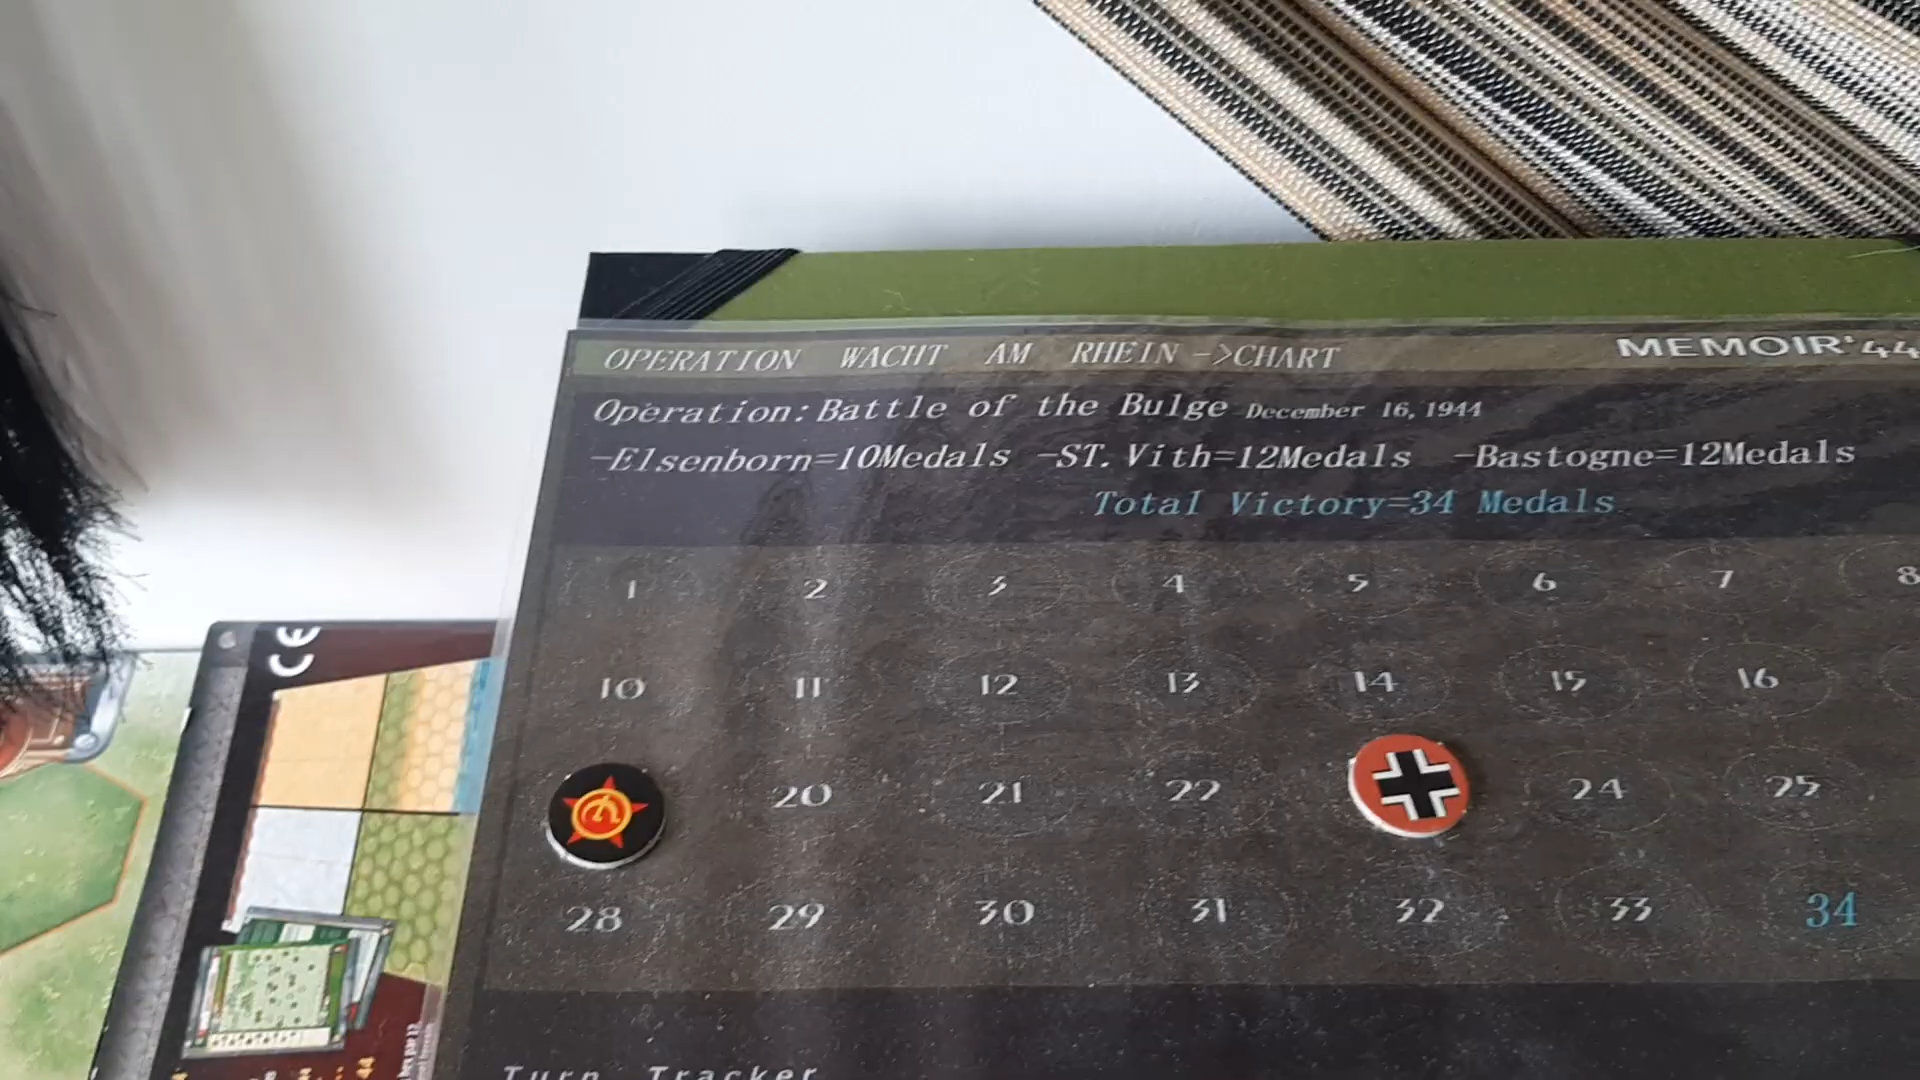 OPERATION WACHT AM RHEIN ->CHART MEMOIR'44
Operation:Battle of the Bulge December 16,1944
-Elsenborn=10Medals -ST.Vith=12Medals -Bastogne=12Medals
Total Victory=34 Medals
1 2 3 4 5 6 7 8
10 11 12 13 14 15 16
20 21 22 24 25
28 29 30 31 32 33 34
Turn Tracker
CE